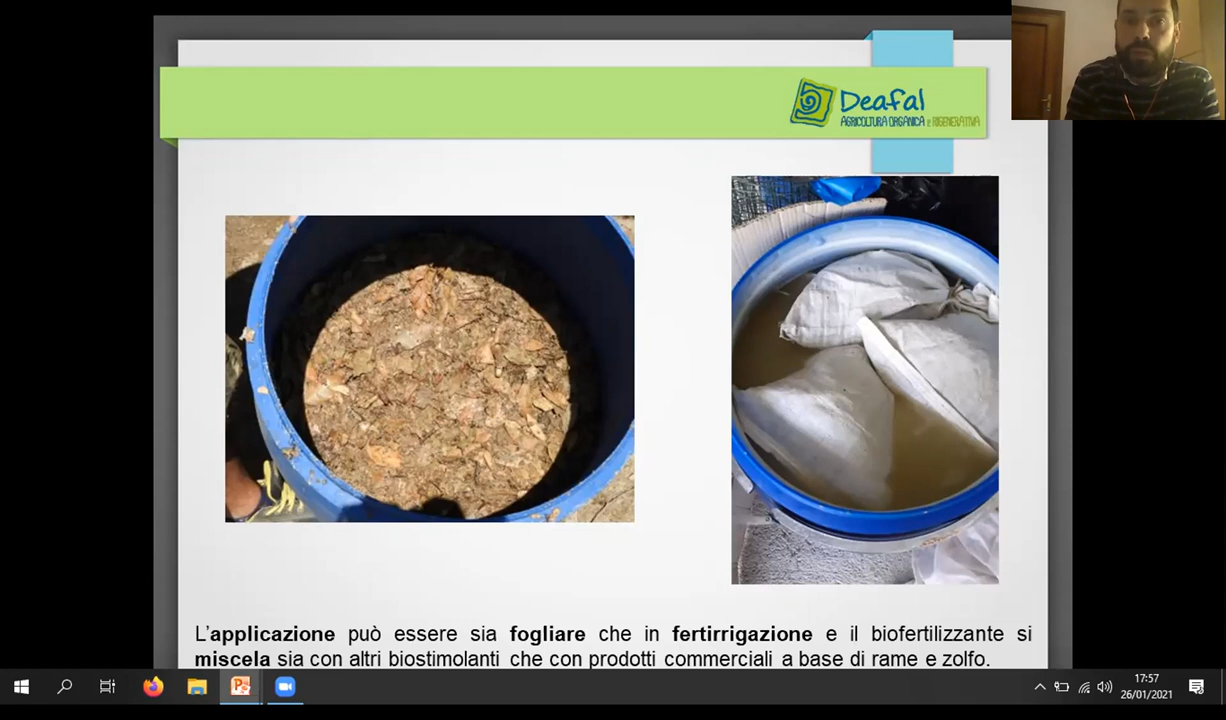 Deafal
AGRICOLTURA ORGANICA e RIGENERATIVA
L'applicazione può essere sia fogliare che in fertirrigazione e il biofertilizzante si
miscela sia con altri biostimolanti che con prodotti commerciali a base di rame e zolfo.
17:57
26/01/2021